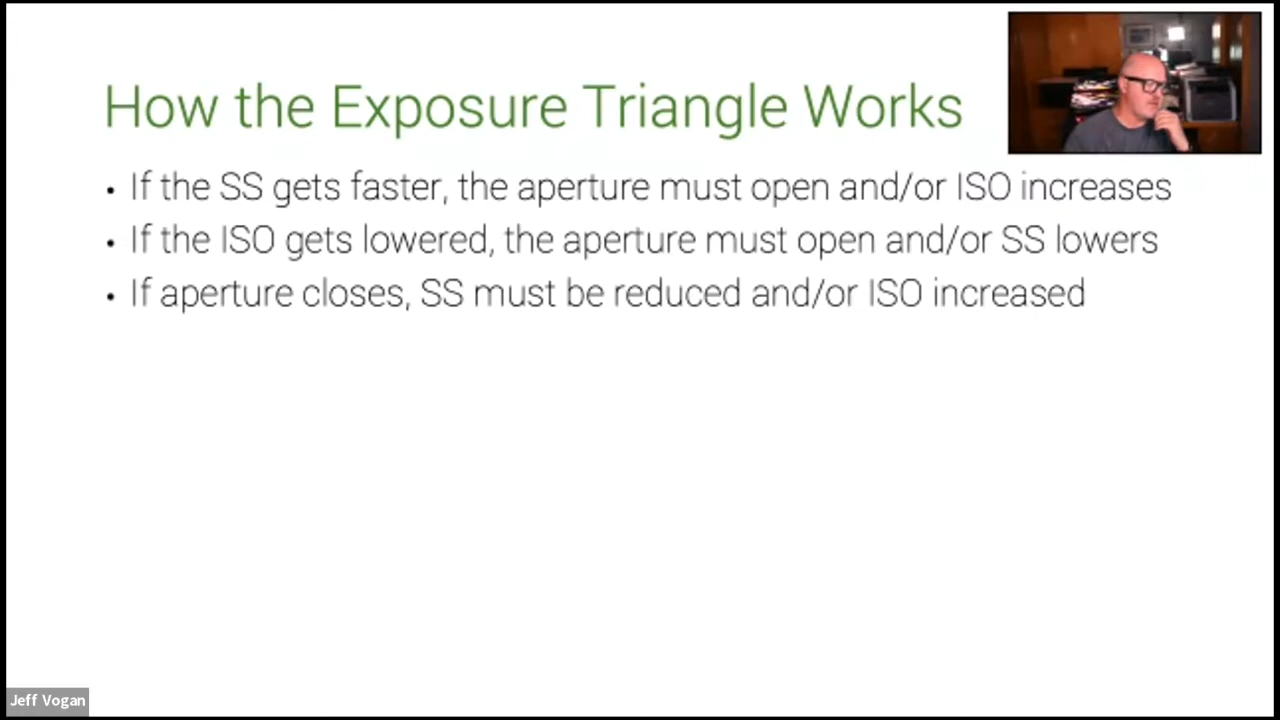 How the Exposure Triangle Works
• If the SS gets faster, the aperture must open and/or ISO increases
• If the ISO gets lowered, the aperture must open and/or SS lowers
• If aperture closes, SS must be reduced and/or ISO increased
Jeff Vogan